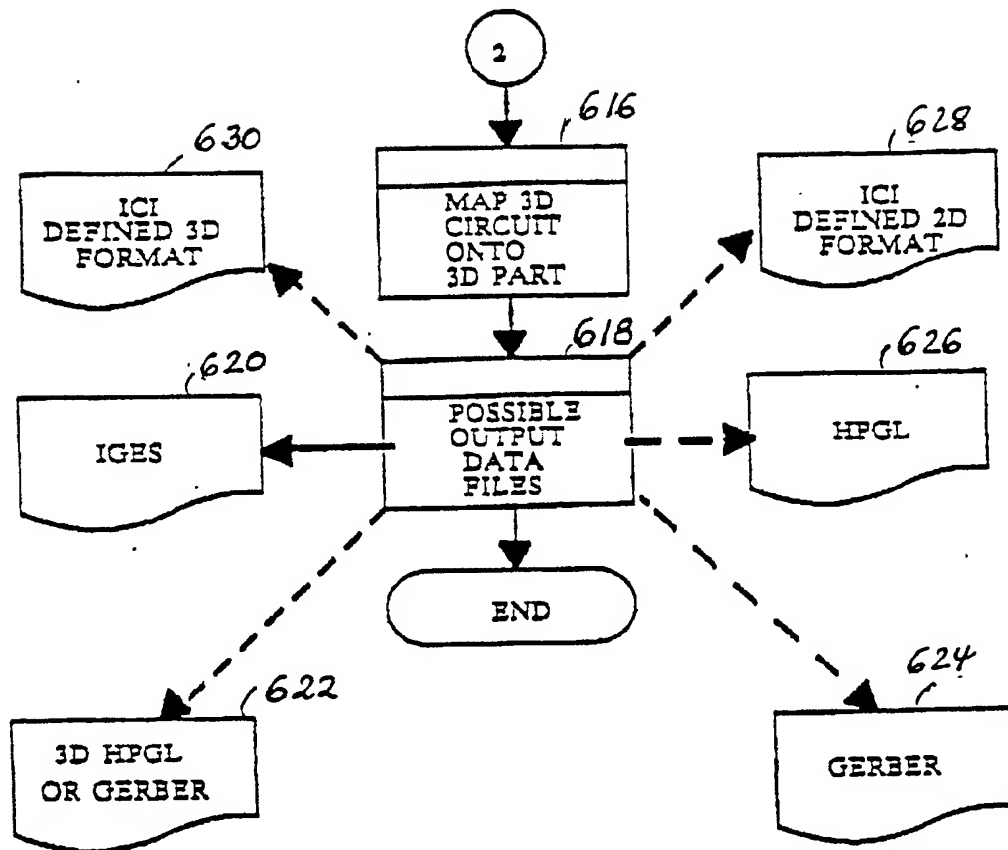 2
616
MAP 3D
CIRCUIT
ONTO
3D PART
630
ICI
DEFINED 3D
FORMAT
628
ICI
DEFINED 2D
FORMAT
618
POSSIBLE
OUTPUT
DATA
FILES
620
IGES
626
HPGL
END
622
3D HPGL
OR GERBER
624
GERBER